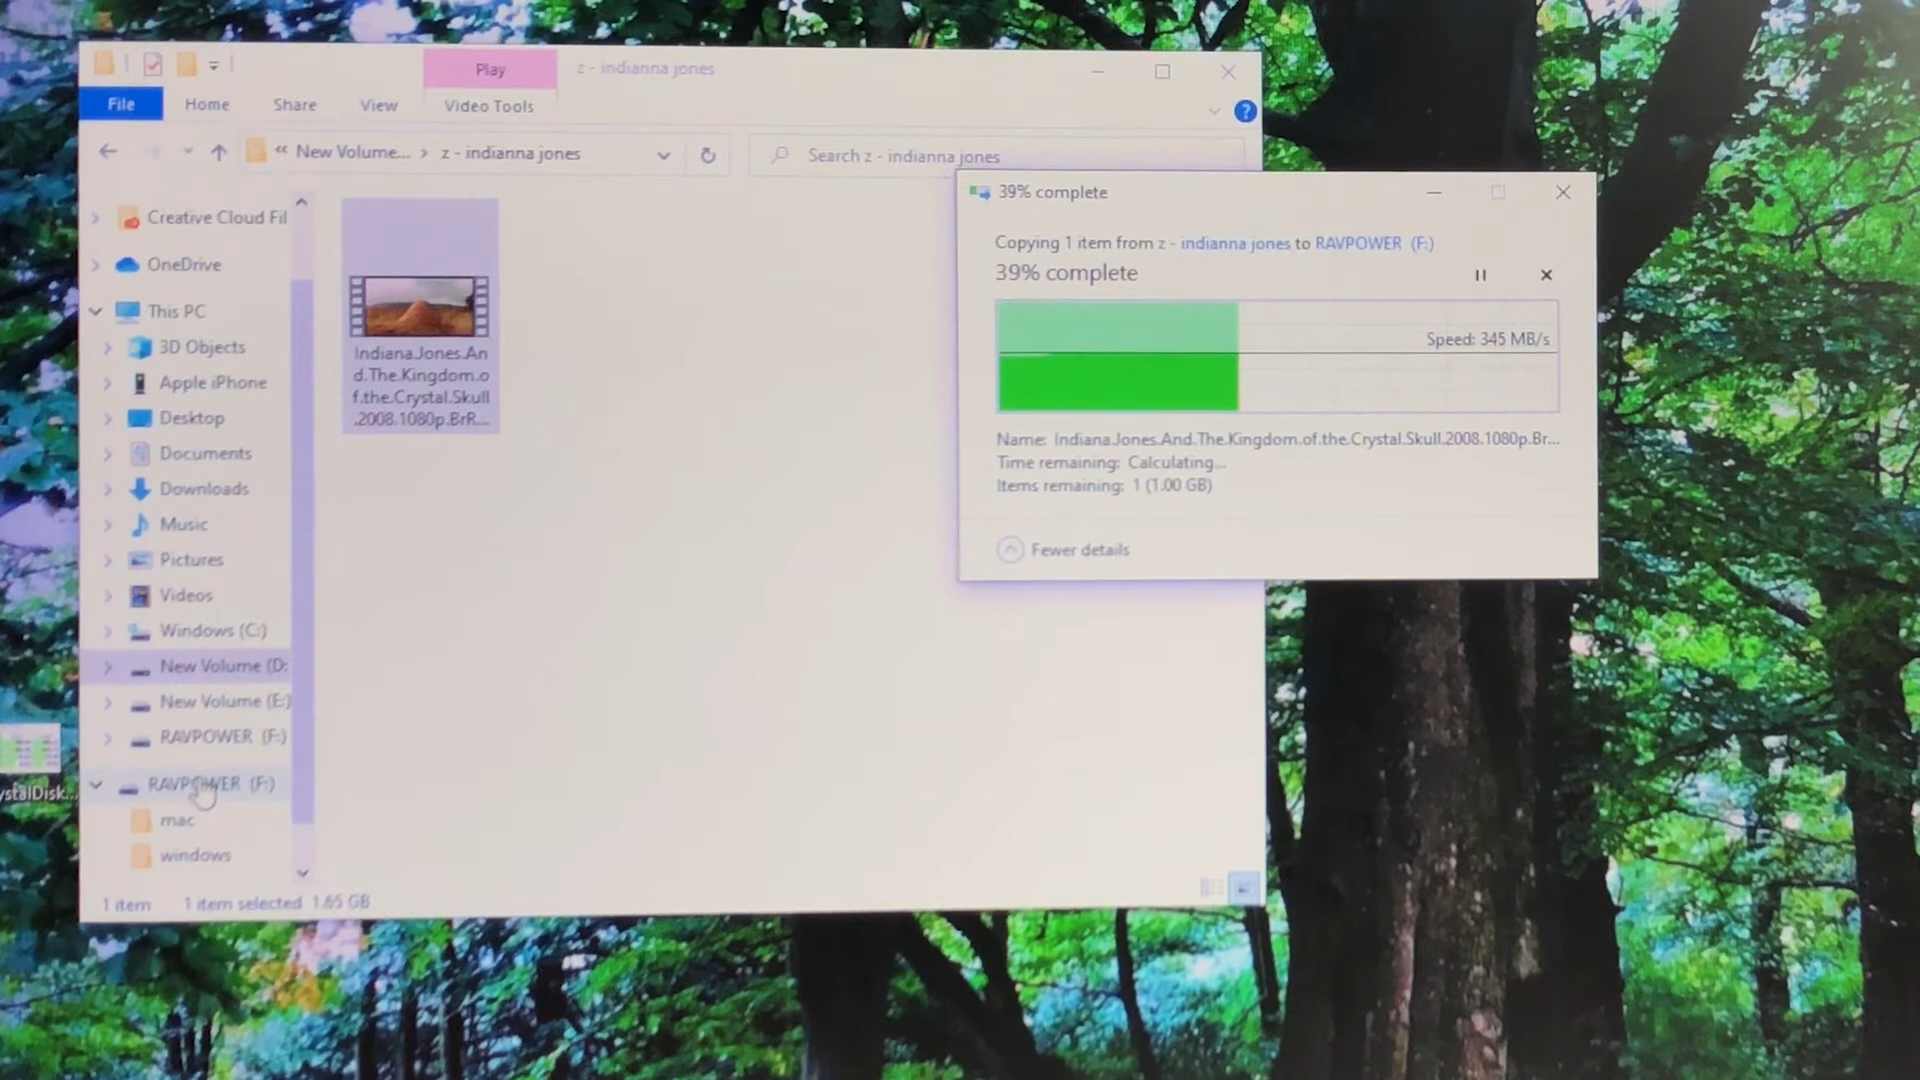 Play
z - indianna jones
File
Home
Share
View
Video Tools
?
« New Volume... › z - indianna jones
Search z - indianna jones
Creative Cloud Fil
OneDrive
This PC
3D Objects
Apple iPhone
Desktop
Documents
Downloads
Music
Pictures
Videos
Windows (C:)
New Volume (D:
New Volume (E:)
RAVPOWER (F:)
RAVPOWER (F:)
mac
windows
1 item
1 item selected 1.65 GB
Indiana.Jones.An
d.The.Kingdom.o
f.the.Crystal.Skull
.2008.1080p.BrR...
39% complete
Copying 1 item from z - indianna jones to RAVPOWER (F:)
39% complete
Speed: 345 MB/s
Name: Indiana.Jones.And.The.Kingdom.of.the.Crystal.Skull.2008.1080p.Br...
Time remaining: Calculating...
Items remaining: 1 (1.00 GB)
Fewer details
ystalDisk...